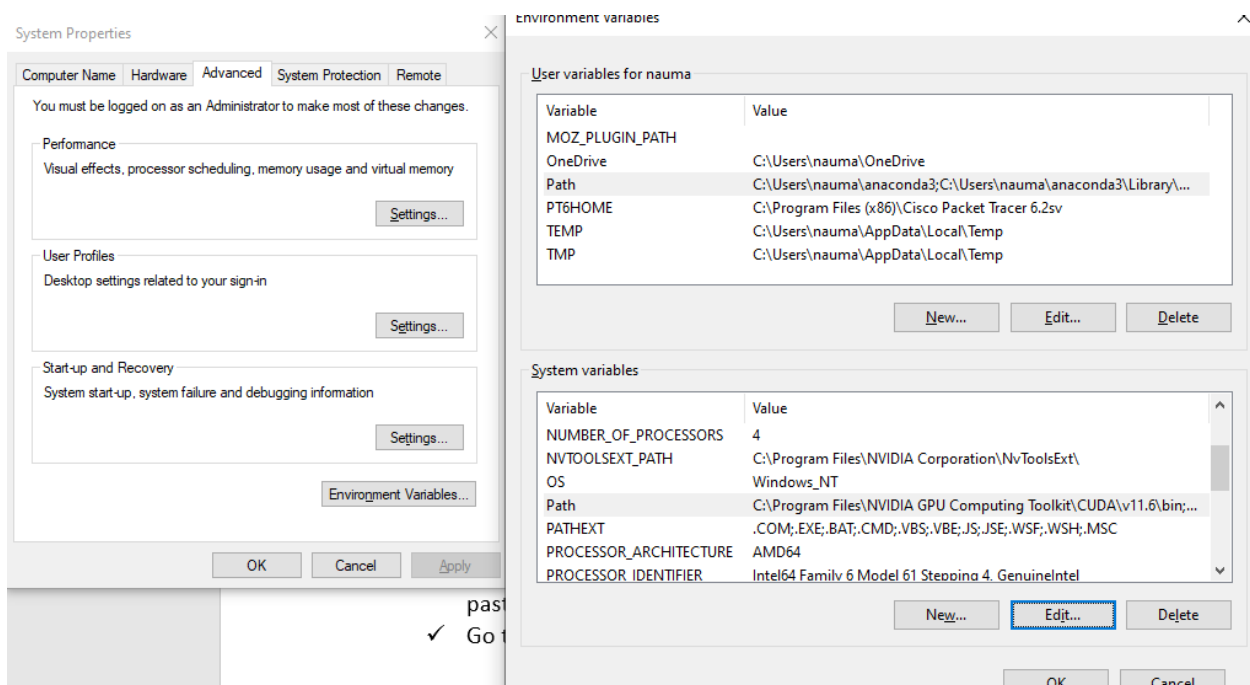 System Properties
Computer Name Hardware Advanced System Protection Remote
You must be logged on as an Administrator to make most of these changes.
Performance
Visual effects, processor scheduling, memory usage and virtual memory
Settings...
User Profiles
Desktop settings related to your sign-in
Settings...
Start-up and Recovery
System start-up, system failure and debugging information
Settings...
Environment Variables...
OK Cancel Apply
past
✓ Go t
Environment Variables
User variables for nauma
Variable Value
MOZ_PLUGIN_PATH
OneDrive C:\Users\nauma\OneDrive
Path C:\Users\nauma\anaconda3;C:\Users\nauma\anaconda3\Library\...
PT6HOME C:\Program Files (x86)\Cisco Packet Tracer 6.2sv
TEMP C:\Users\nauma\AppData\Local\Temp
TMP C:\Users\nauma\AppData\Local\Temp
New... Edit... Delete
System variables
Variable Value
NUMBER_OF_PROCESSORS 4
NVTOOLSEXT_PATH C:\Program Files\NVIDIA Corporation\NvToolsExt\
OS Windows_NT
Path C:\Program Files\NVIDIA GPU Computing Toolkit\CUDA\v11.6\bin;...
PATHEXT .COM;.EXE;.BAT;.CMD;.VBS;.VBE;.JS;.JSE;.WSF;.WSH;.MSC
PROCESSOR_ARCHITECTURE AMD64
PROCESSOR_IDENTIFIER Intel64 Family 6 Model 61 Stepping 4, GenuineIntel
New... Edit... Delete
OK Cancel